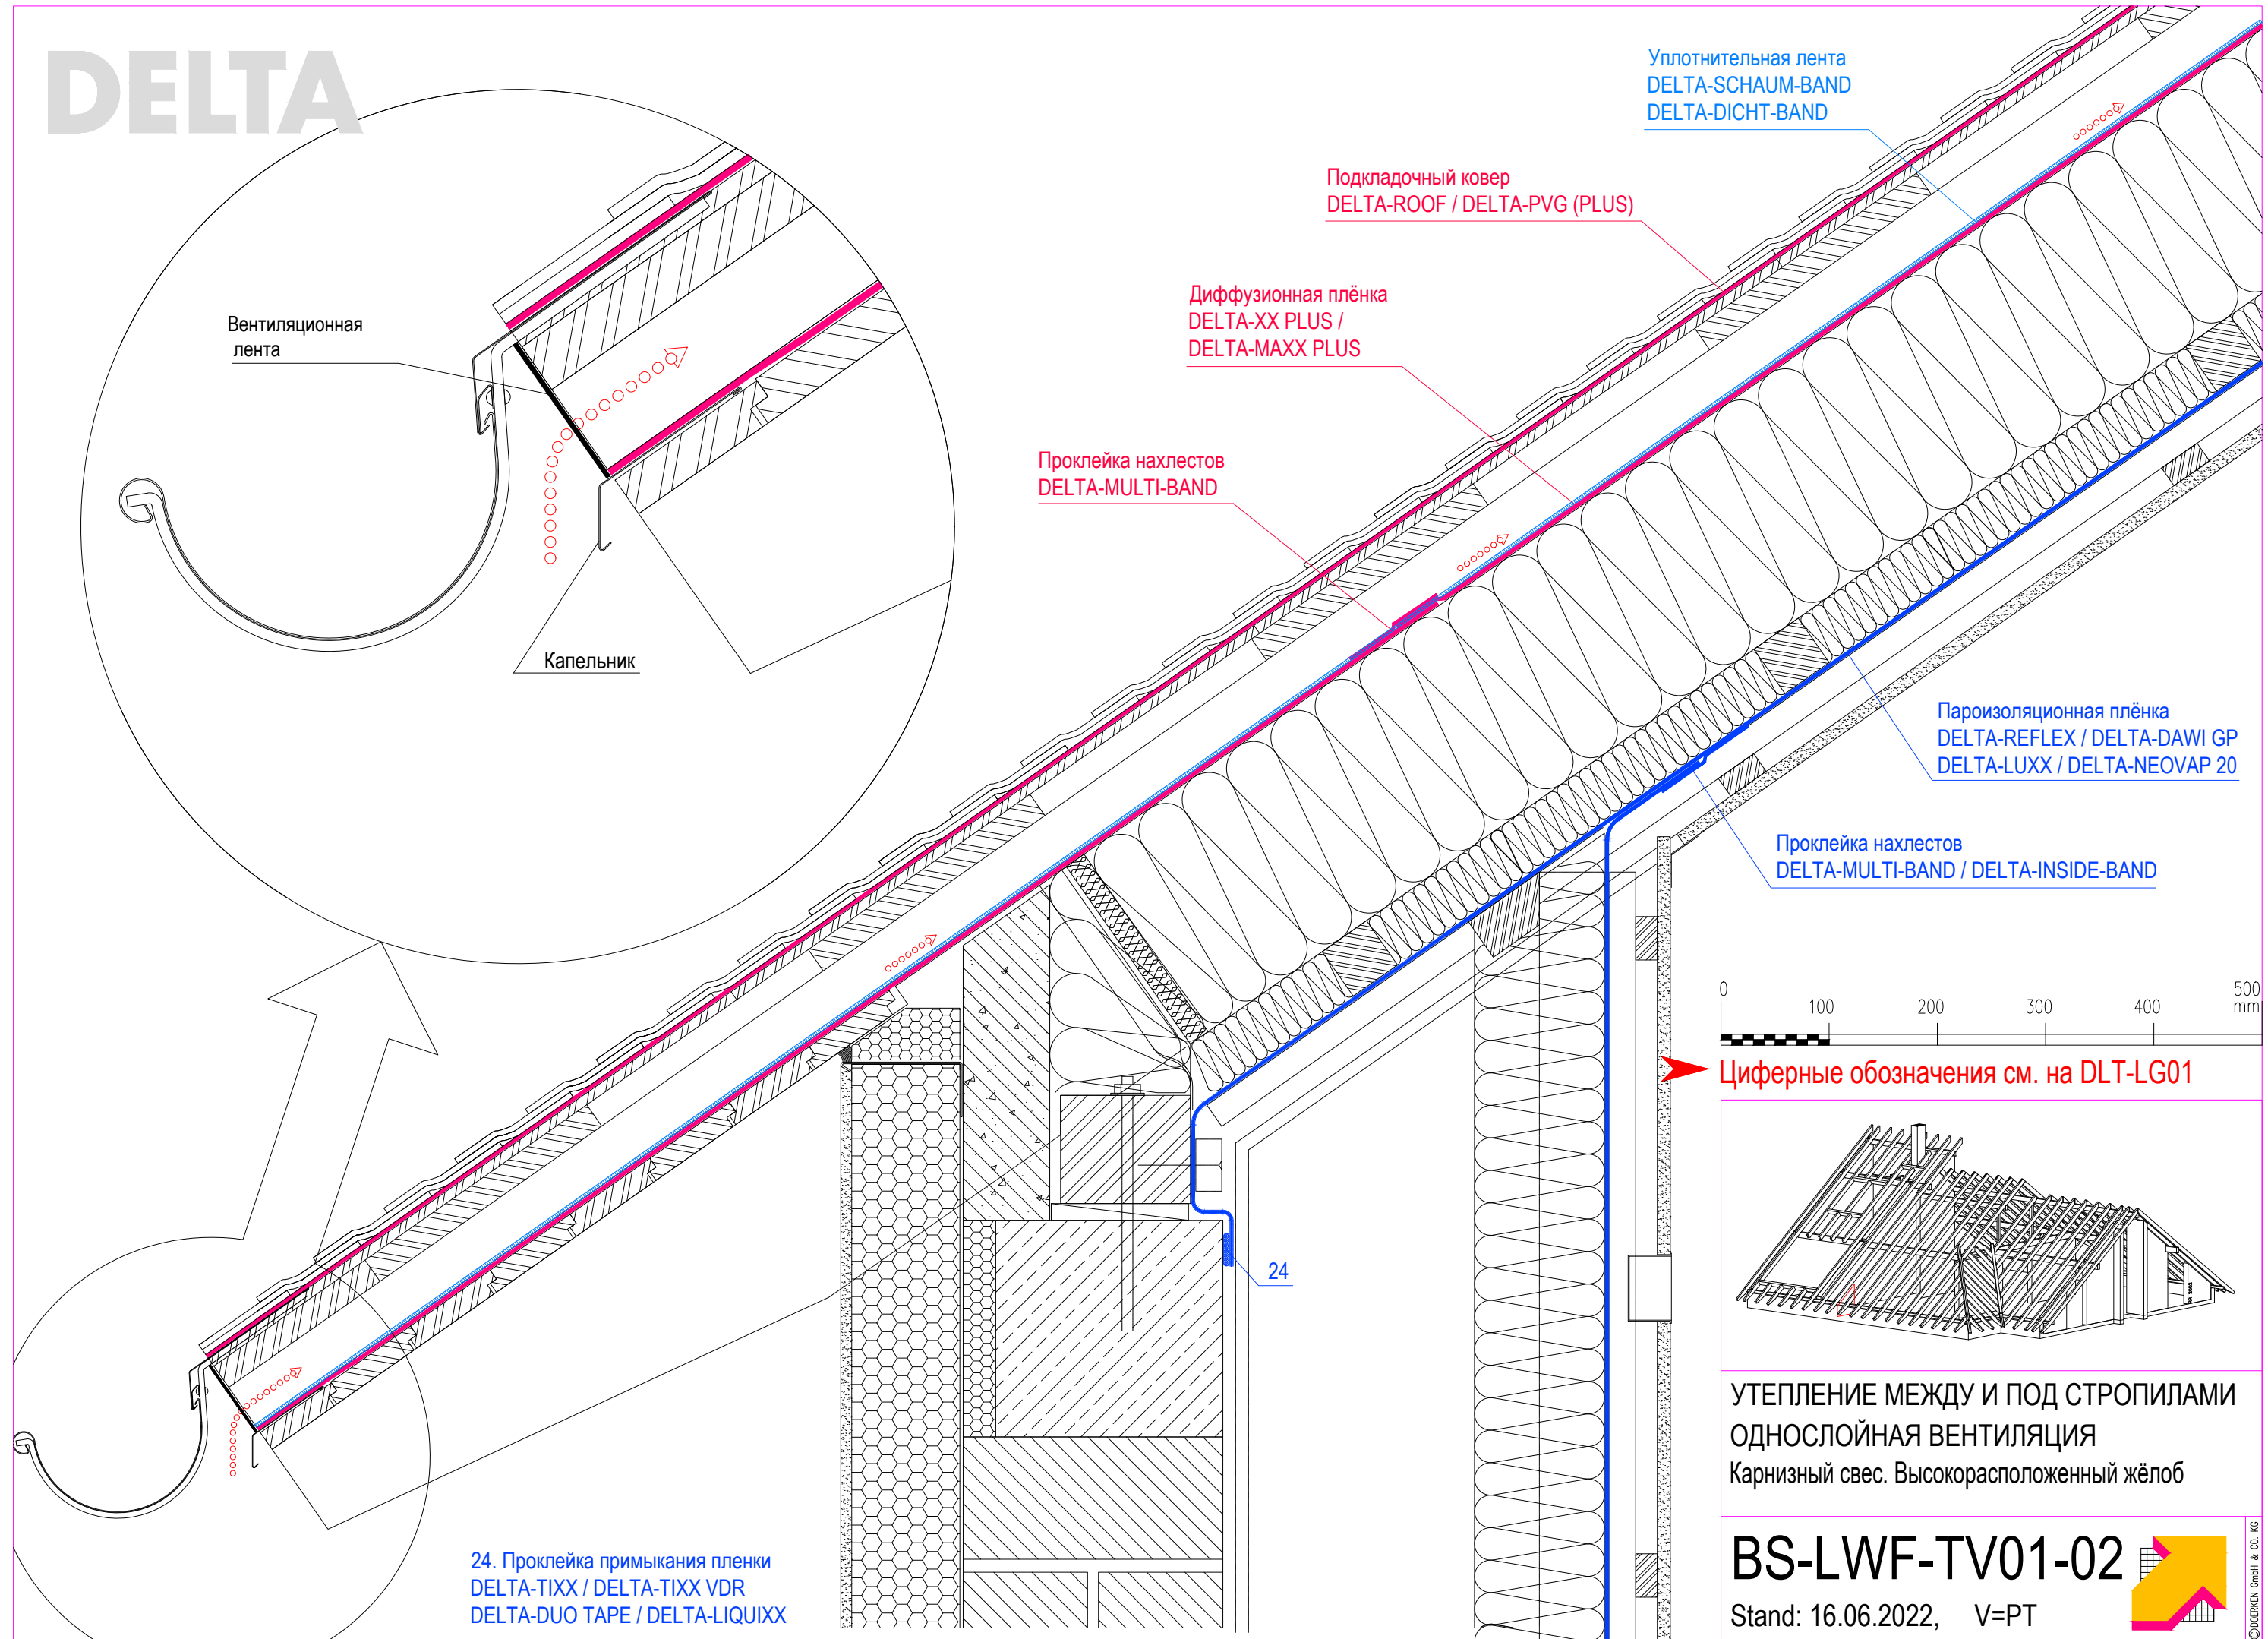 DELTA
Уплотнительная лента
DELTA-SCHAUM-BAND
DELTA-DICHT-BAND
Подкладочный ковер
DELTA-ROOF / DELTA-PVG (PLUS)
Диффузионная плёнка
DELTA-XX PLUS /
DELTA-MAXX PLUS
Вентиляционная
лента
Проклейка нахлестов
DELTA-MULTI-BAND
Капельник
Пароизоляционная плёнка
DELTA-REFLEX / DELTA-DAWI GP
DELTA-LUXX / DELTA-NEOVAP 20
Проклейка нахлестов
DELTA-MULTI-BAND / DELTA-INSIDE-BAND
0 100 200 300 400 500
mm
Циферные обозначения см. на DLT-LG01
24
УТЕПЛЕНИЕ МЕЖДУ И ПОД СТРОПИЛАМИ
ОДНОСЛОЙНАЯ ВЕНТИЛЯЦИЯ
Карнизный свес. Высокорасположенный жёлоб
24. Проклейка примыкания пленки
DELTA-TIXX / DELTA-TIXX VDR
DELTA-DUO TAPE / DELTA-LIQUIXX
BS-LWF-TV01-02
Stand: 16.06.2022, V=PT
©DOERKEN GmbH & CO. KG